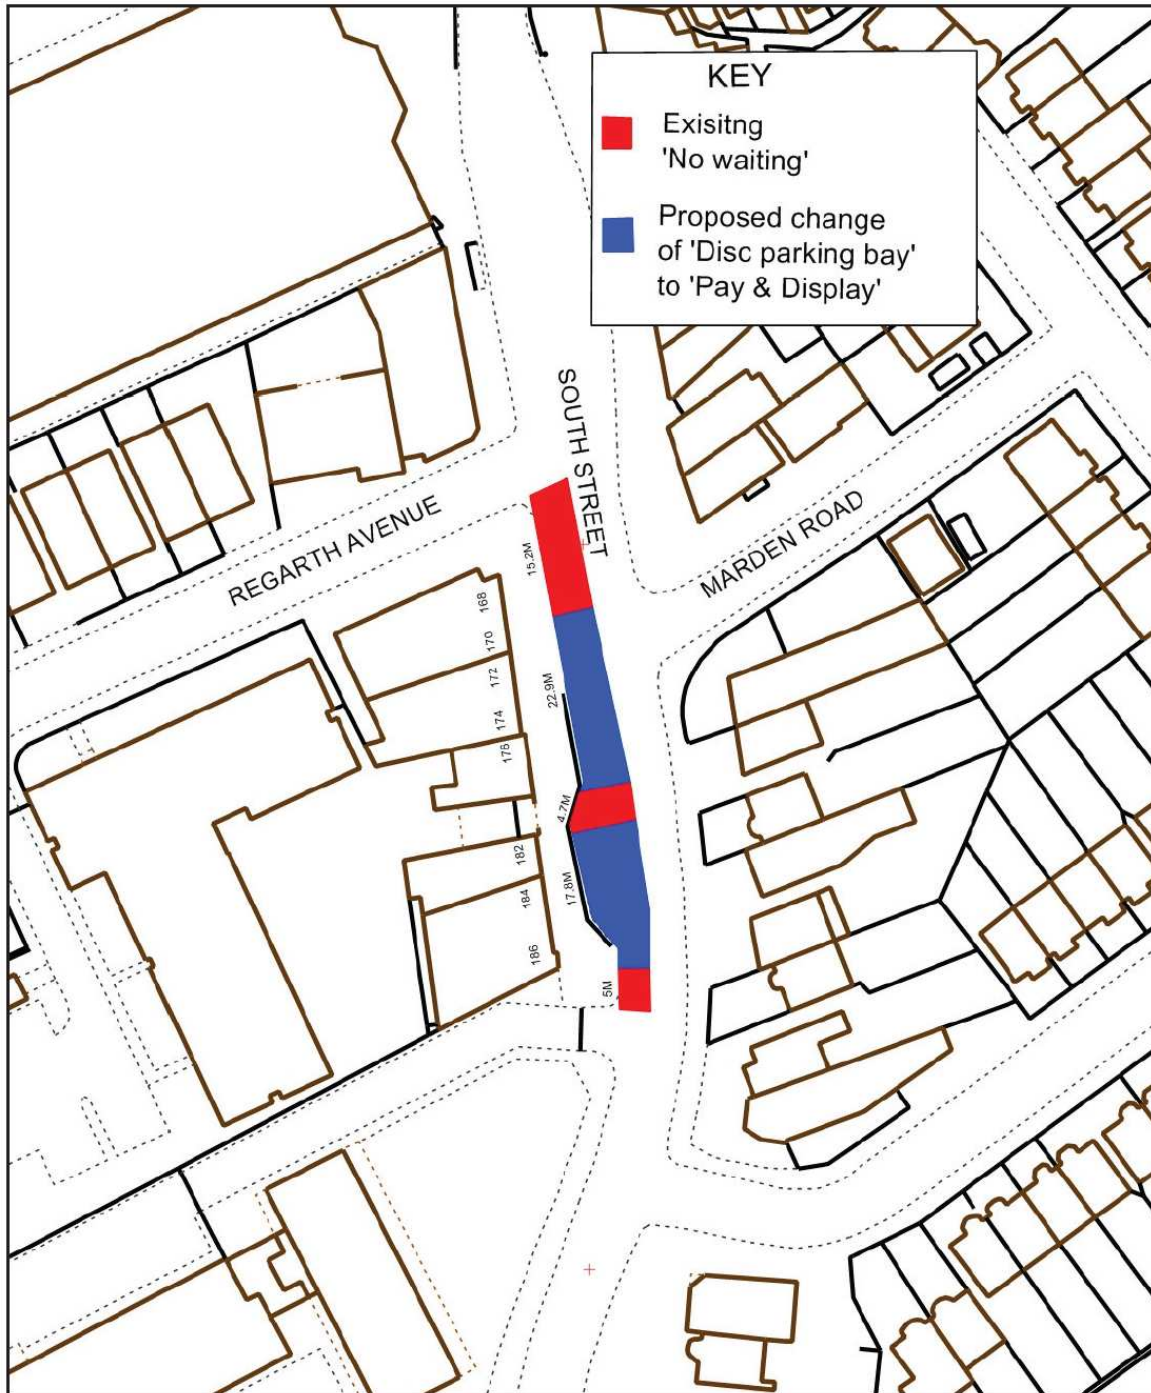 KEY
Exisitng
'No waiting'
Proposed change
of 'Disc parking bay'
to 'Pay & Display'
SOUTH STREET
REGARTH AVENUE
MARDEN ROAD
15.2M
168
170
172
22.9M
174
176
4.7M
182
17.8M
184
186
5M